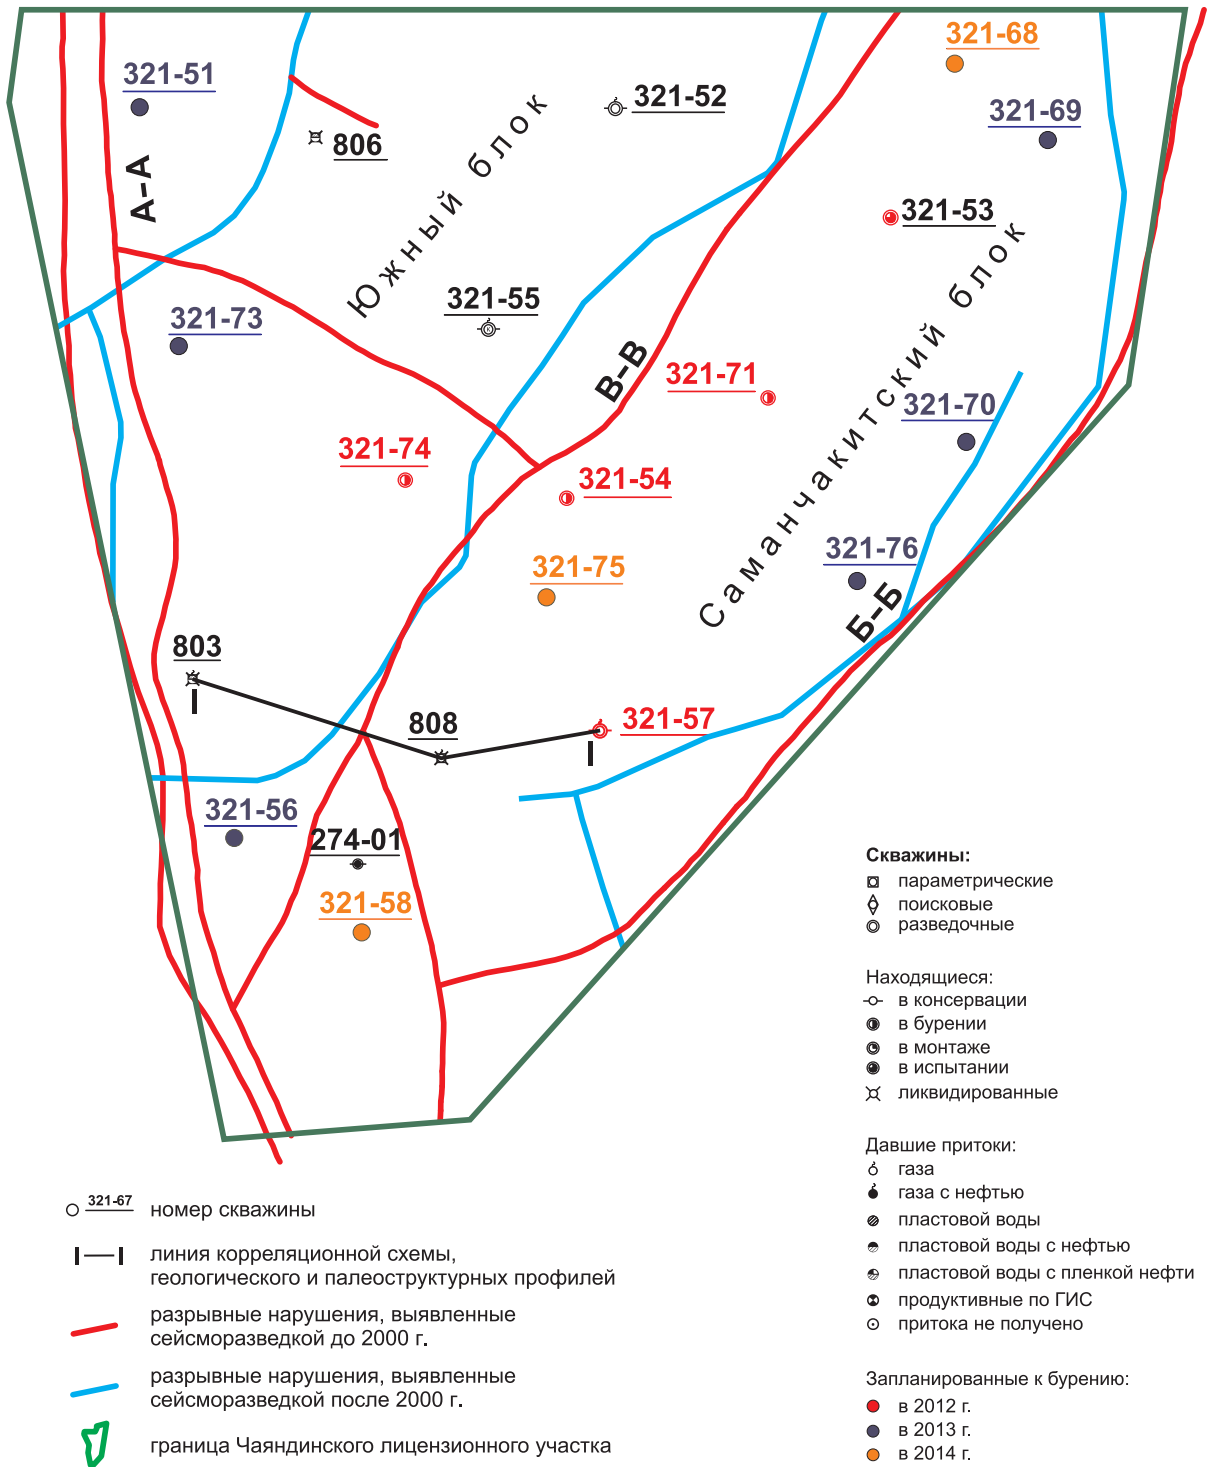 321-68
321-51
321-52
321-69
806
А–А
Южный блок
321-53
321-55
321-73
В–В
321-71
Саманчакитский блок
321-70
321-74
321-54
321-76
321-75
Б–Б
803
808
321-57
321-56
274-01
321-58
Скважины:
параметрические
поисковые
разведочные
Находящиеся:
в консервации
в бурении
в монтаже
в испытании
ликвидированные
Давшие притоки:
газа
газа с нефтью
пластовой воды
пластовой воды с нефтью
пластовой воды с пленкой нефти
продуктивные по ГИС
притока не получено
Запланированные к бурению:
в 2012 г.
в 2013 г.
в 2014 г.
321-67
номер скважины
линия корреляционной схемы,
геологического и палеоструктурных профилей
разрывные нарушения, выявленные
сейсморазведкой до 2000 г.
разрывные нарушения, выявленные
сейсморазведкой после 2000 г.
граница Чаяндинского лицензионного участка